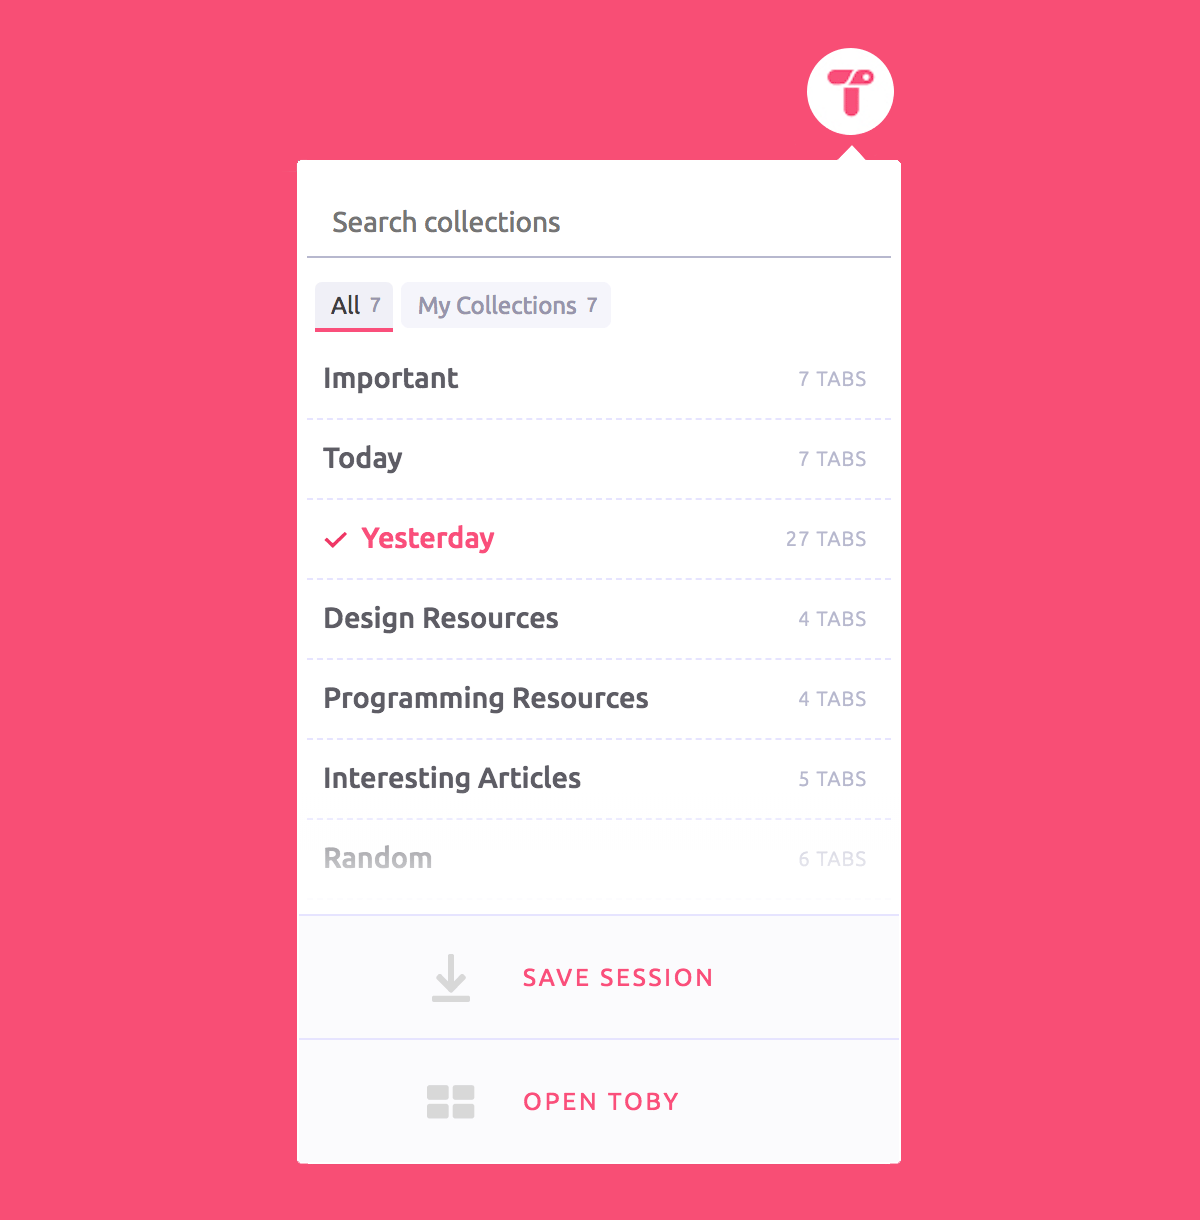 Search collections
All 7 My Collections 7
Important 7 TABS
Today 7 TABS
Yesterday 27 TABS
Design Resources 4 TABS
Programming Resources 4 TABS
Interesting Articles 5 TABS
Random 6 TABS
SAVE SESSION
OPEN TOBY